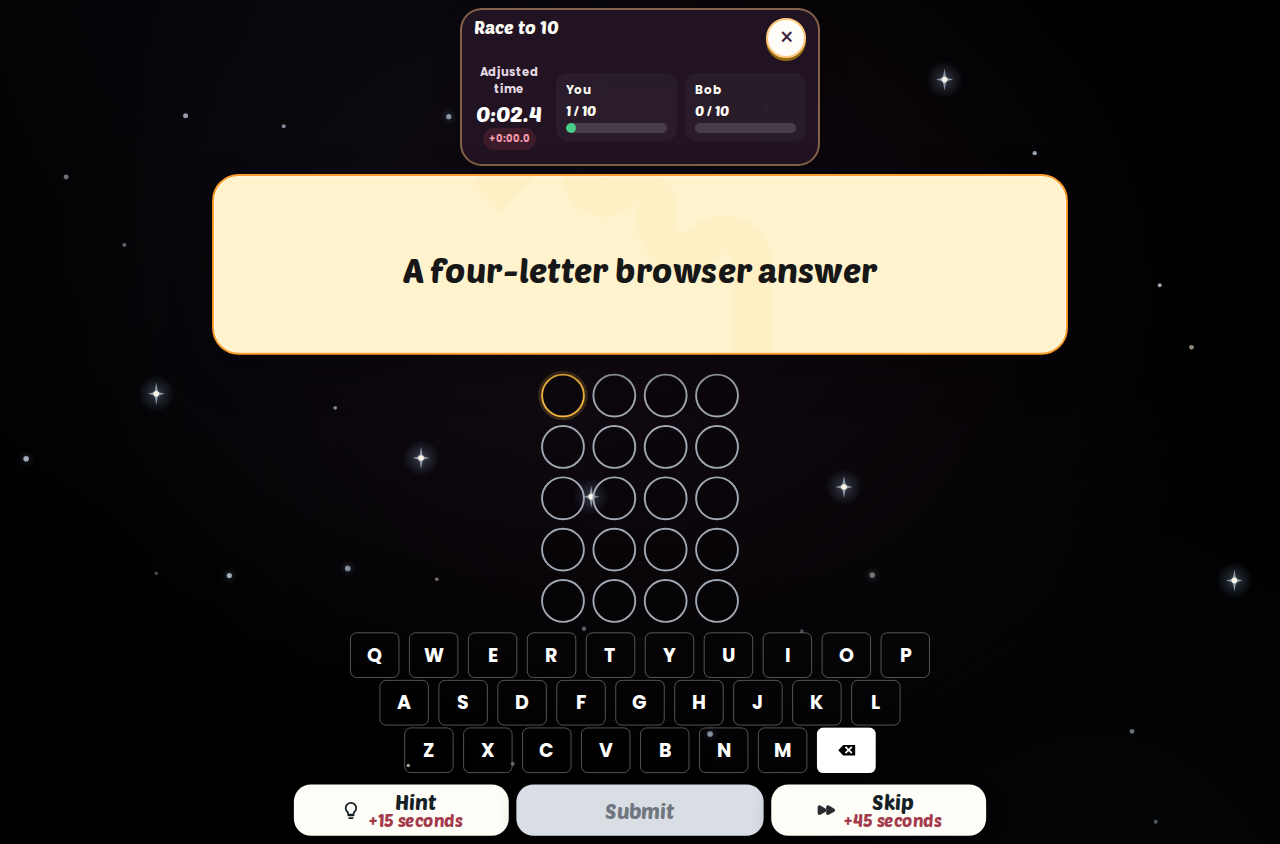 Race to 10
×
Adjusted
time
0:02.4
+0:00.0
You
1 / 10
Bob
0 / 10
A four-letter browser answer
Q W E R T Y U I O P
A S D F G H J K L
Z X C V B N M
Hint
+15 seconds
Submit
Skip
+45 seconds